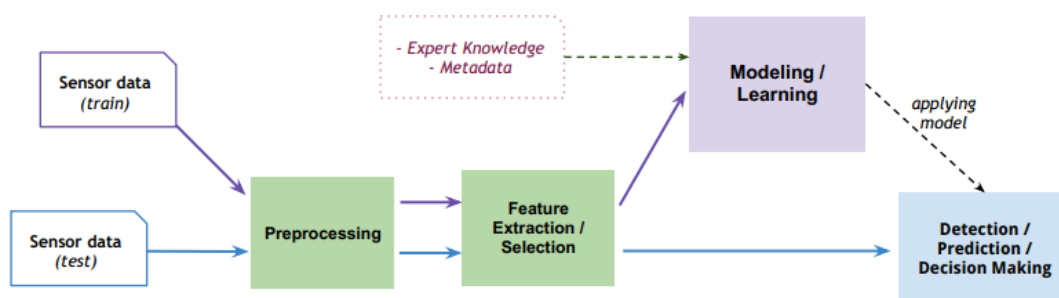 Sensor data
(train)
- Expert Knowledge
- Metadata
Modeling /
Learning
applying
model
Sensor data
(test)
Preprocessing
Feature
Extraction /
Selection
Detection /
Prediction /
Decision Making